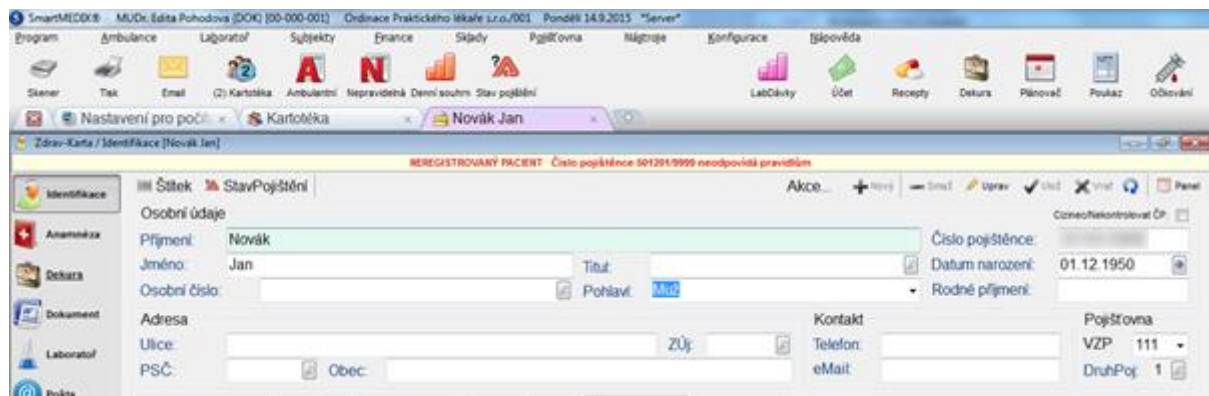 SmartMEDIX® MUDr. Edita Pohodova (DOK) [00-000-001] Ordinace Praktického lékaře s.r.o./001 Pondělí 14.9.2015 *Server*
Program Ambulance Laboratoř Subjekty Finance Sklady Pojišťovna Nástroje Konfigurace Nápověda
Skener Tisk Email (2) Kartotéka Ambulantní Nepravidelná Denní souhrn Stav pojištění LabDávky Účet Recepty Dekurs Plánovač Poukaz Očkování
Nastavení pro počít Kartotéka Novák Jan
Zdrav-Karta / Identifikace [Novák Jan]
NEREGISTROVANÝ PACIENT Číslo pojištěnce 501201/9999 neodpovídá pravidlům
Identifikace Štítek StavPojištění Akce... Nový Smaž Uprav Ulož Vrať Panel
Osobní údaje Cizinec/Nekontrolovat ČP
Anamnéza Příjmení: Novák Číslo pojištěnce:
Jméno: Jan Titul: Datum narození: 01.12.1950
Dekurs Osobní číslo: Pohlaví: Muž Rodné příjmení:
Dokument Adresa Kontakt Pojišťovna
Ulice: ZÚj: Telefon: VZP 111
Laboratoř PSČ: Obec: eMail: DruhPoj: 1
Pošta